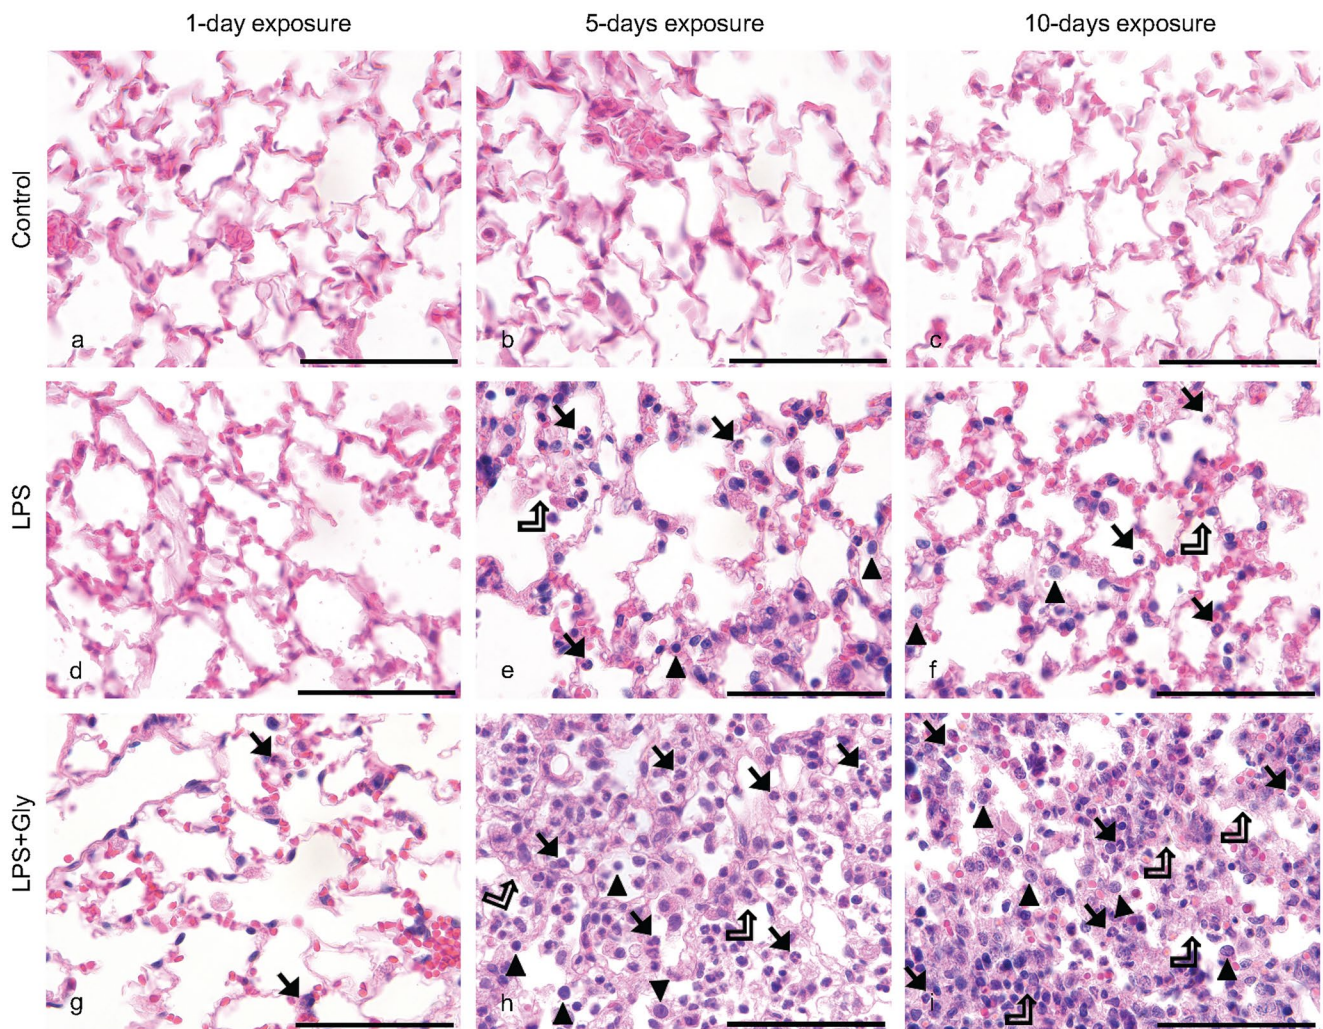 1-day exposure 5-days exposure 10-days exposure
Control
a b c
LPS
d e f
LPS+Gly
g h i